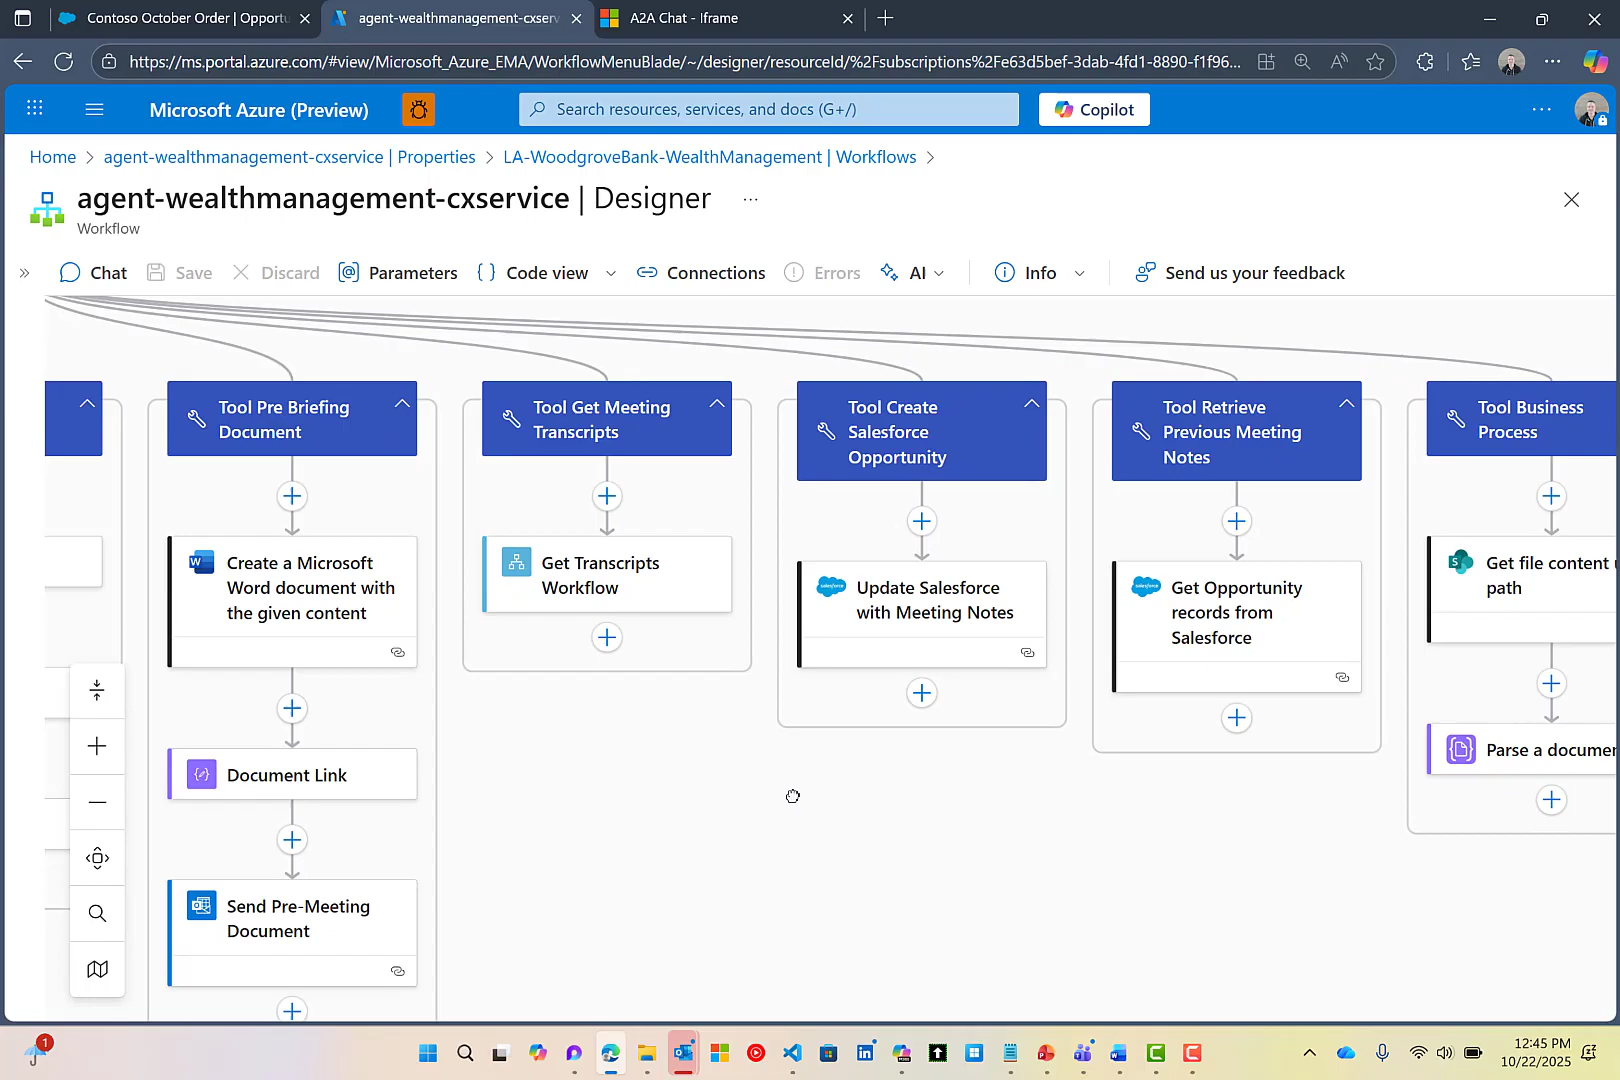 Contoso October Order | Opportu
agent-wealthmanagement-cxserv
A2A Chat - Iframe
https://ms.portal.azure.com/#view/Microsoft_Azure_EMA/WorkflowMenuBlade/~/designer/resourceId/%2Fsubscriptions%2Fe63d5bef-3dab-4fd1-8890-f1f96...
Microsoft Azure (Preview)
Search resources, services, and docs (G+/)
Copilot
Home > agent-wealthmanagement-cxservice | Properties > LA-WoodgroveBank-WealthManagement | Workflows >
agent-wealthmanagement-cxservice | Designer
Workflow
Chat
Save
Discard
Parameters
Code view
Connections
Errors
AI
Info
Send us your feedback
Tool Pre Briefing
Document
Create a Microsoft
Word document with
the given content
Document Link
Send Pre-Meeting
Document
Tool Get Meeting
Transcripts
Get Transcripts
Workflow
Tool Create
Salesforce
Opportunity
Update Salesforce
with Meeting Notes
Tool Retrieve
Previous Meeting
Notes
Get Opportunity
records from
Salesforce
Tool Business
Process
Get file content
path
Parse a documen
1
12:45 PM
10/22/2025